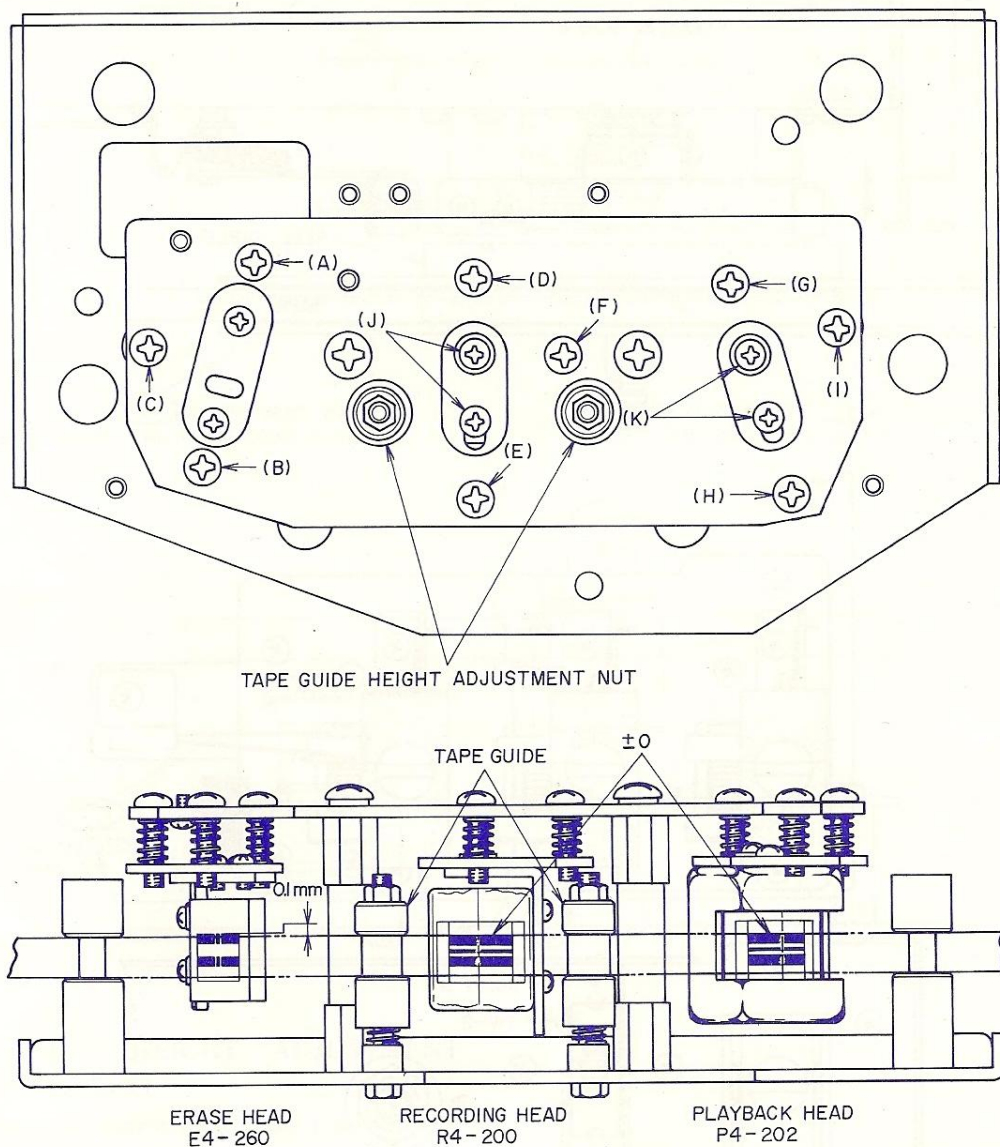 (A)
(D)
(G)
(J)
(F)
(I)
(C)
(K)
(B)
(E)
(H)
TAPE GUIDE HEIGHT ADJUSTMENT NUT
TAPE GUIDE
±0
0.1mm
ERASE HEAD
E4-260
RECORDING HEAD
R4-200
PLAYBACK HEAD
P4-202